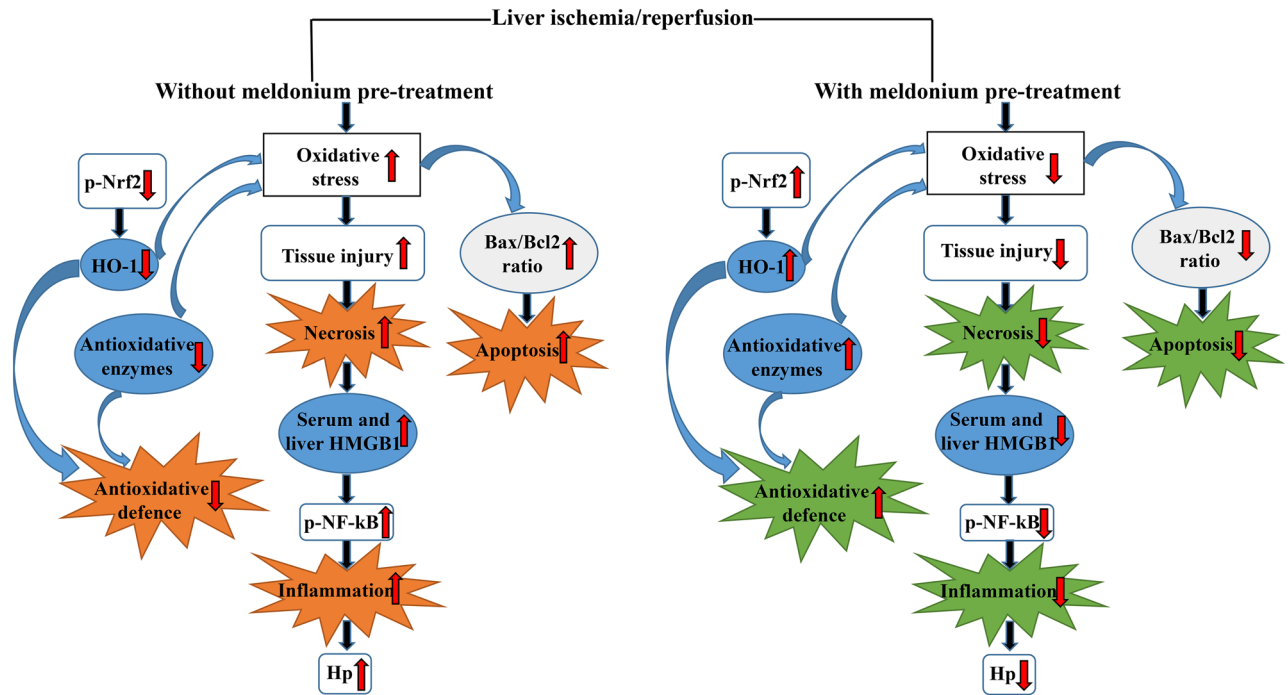 Liver ischemia/reperfusion
Without meldonium pre-treatment
Oxidative
stress
p-Nrf2
HO-1
Tissue injury
Bax/Bcl2
ratio
Necrosis
Apoptosis
Antioxidative
enzymes
Serum and
liver HMGB1
Antioxidative
defence
p-NF-kB
Inflammation
Hp
With meldonium pre-treatment
Oxidative
stress
p-Nrf2
HO-1
Tissue injury
Bax/Bcl2
ratio
Necrosis
Apoptosis
Antioxidative
enzymes
Serum and
liver HMGB1
Antioxidative
defence
p-NF-kB
Inflammation
Hp